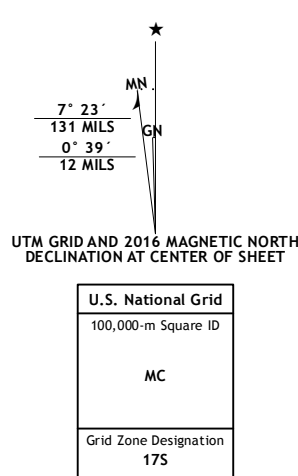 MN
7° 23´
131 MILS
GN
0° 39´
12 MILS
UTM GRID AND 2016 MAGNETIC NORTH
DECLINATION AT CENTER OF SHEET
U.S. National Grid
100,000-m Square ID
MC
Grid Zone Designation
17S